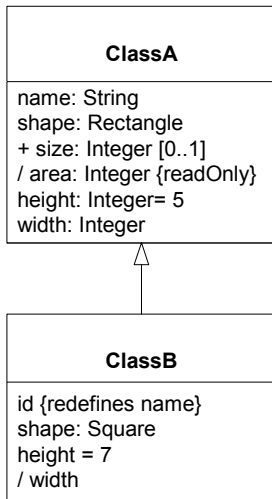 ClassA
name: String
shape: Rectangle
+ size: Integer [0..1]
/ area: Integer {readOnly}
height: Integer= 5
width: Integer
ClassB
id {redefines name}
shape: Square
height = 7
/ width